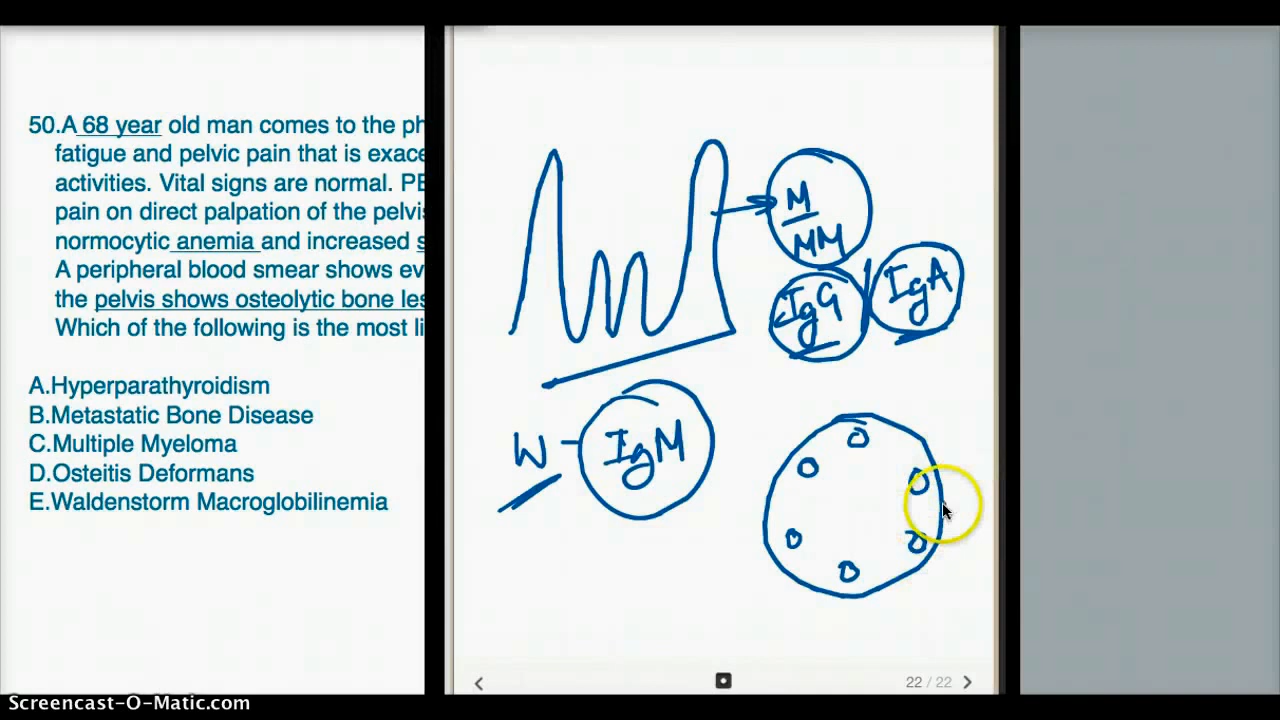 50.A 68 year old man comes to the ph
fatigue and pelvic pain that is exace
activities. Vital signs are normal. PE
pain on direct palpation of the pelvis
normocytic anemia and increased s
A peripheral blood smear shows ev
the pelvis shows osteolytic bone les
Which of the following is the most li
A.Hyperparathyroidism
B.Metastatic Bone Disease
C.Multiple Myeloma
D.Osteitis Deformans
E.Waldenstorm Macroglobilinemia
M
MM
IgG
IgA
W - IgM
22 / 22
Screencast-O-Matic.com